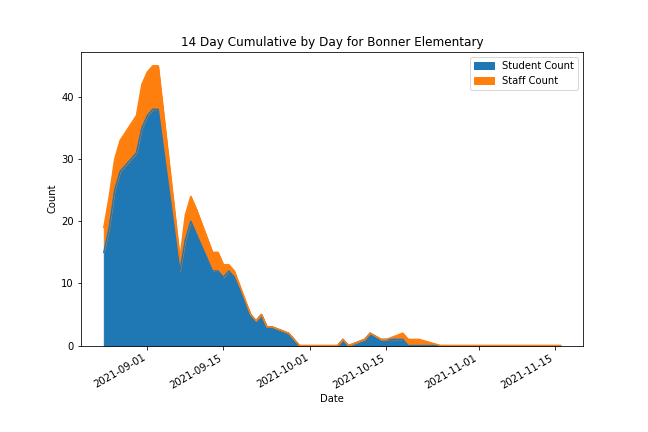 14 Day Cumulative by Day for Bonner Elementary
Student Count
Staff Count
Count
40
30
20
10
0
2021-09-01
2021-09-15
2021-10-01
2021-10-15
2021-11-01
2021-11-15
Date